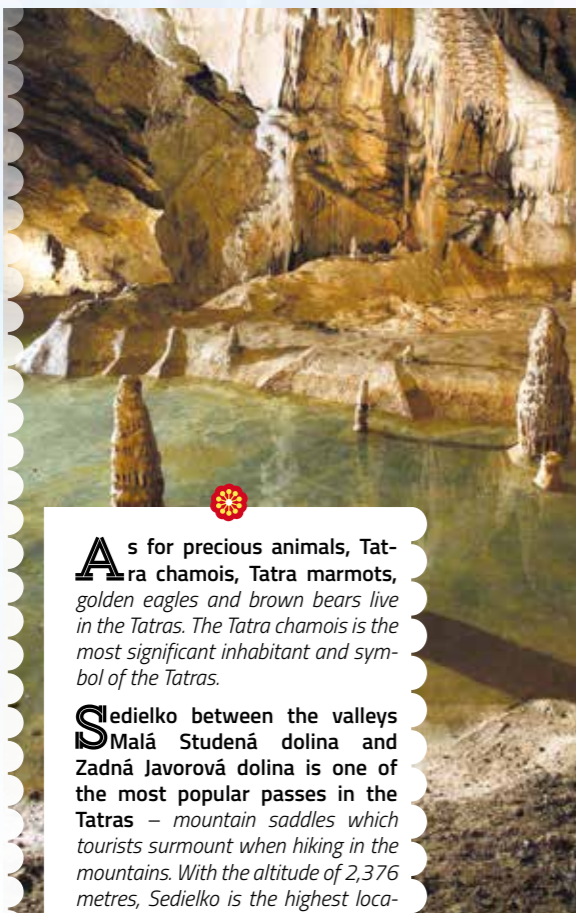 As for precious animals, Tat-
ra chamois, Tatra marmots,
golden eagles and brown bears live
in the Tatras. The Tatra chamois is the
most significant inhabitant and sym-
bol of the Tatras.
Sedielko between the valleys
Malá Studená dolina and
Zadná Javorová dolina is one of
the most popular passes in the
Tatras – mountain saddles which
tourists surmount when hiking in the
mountains. With the altitude of 2,376
metres, Sedielko is the highest loca-